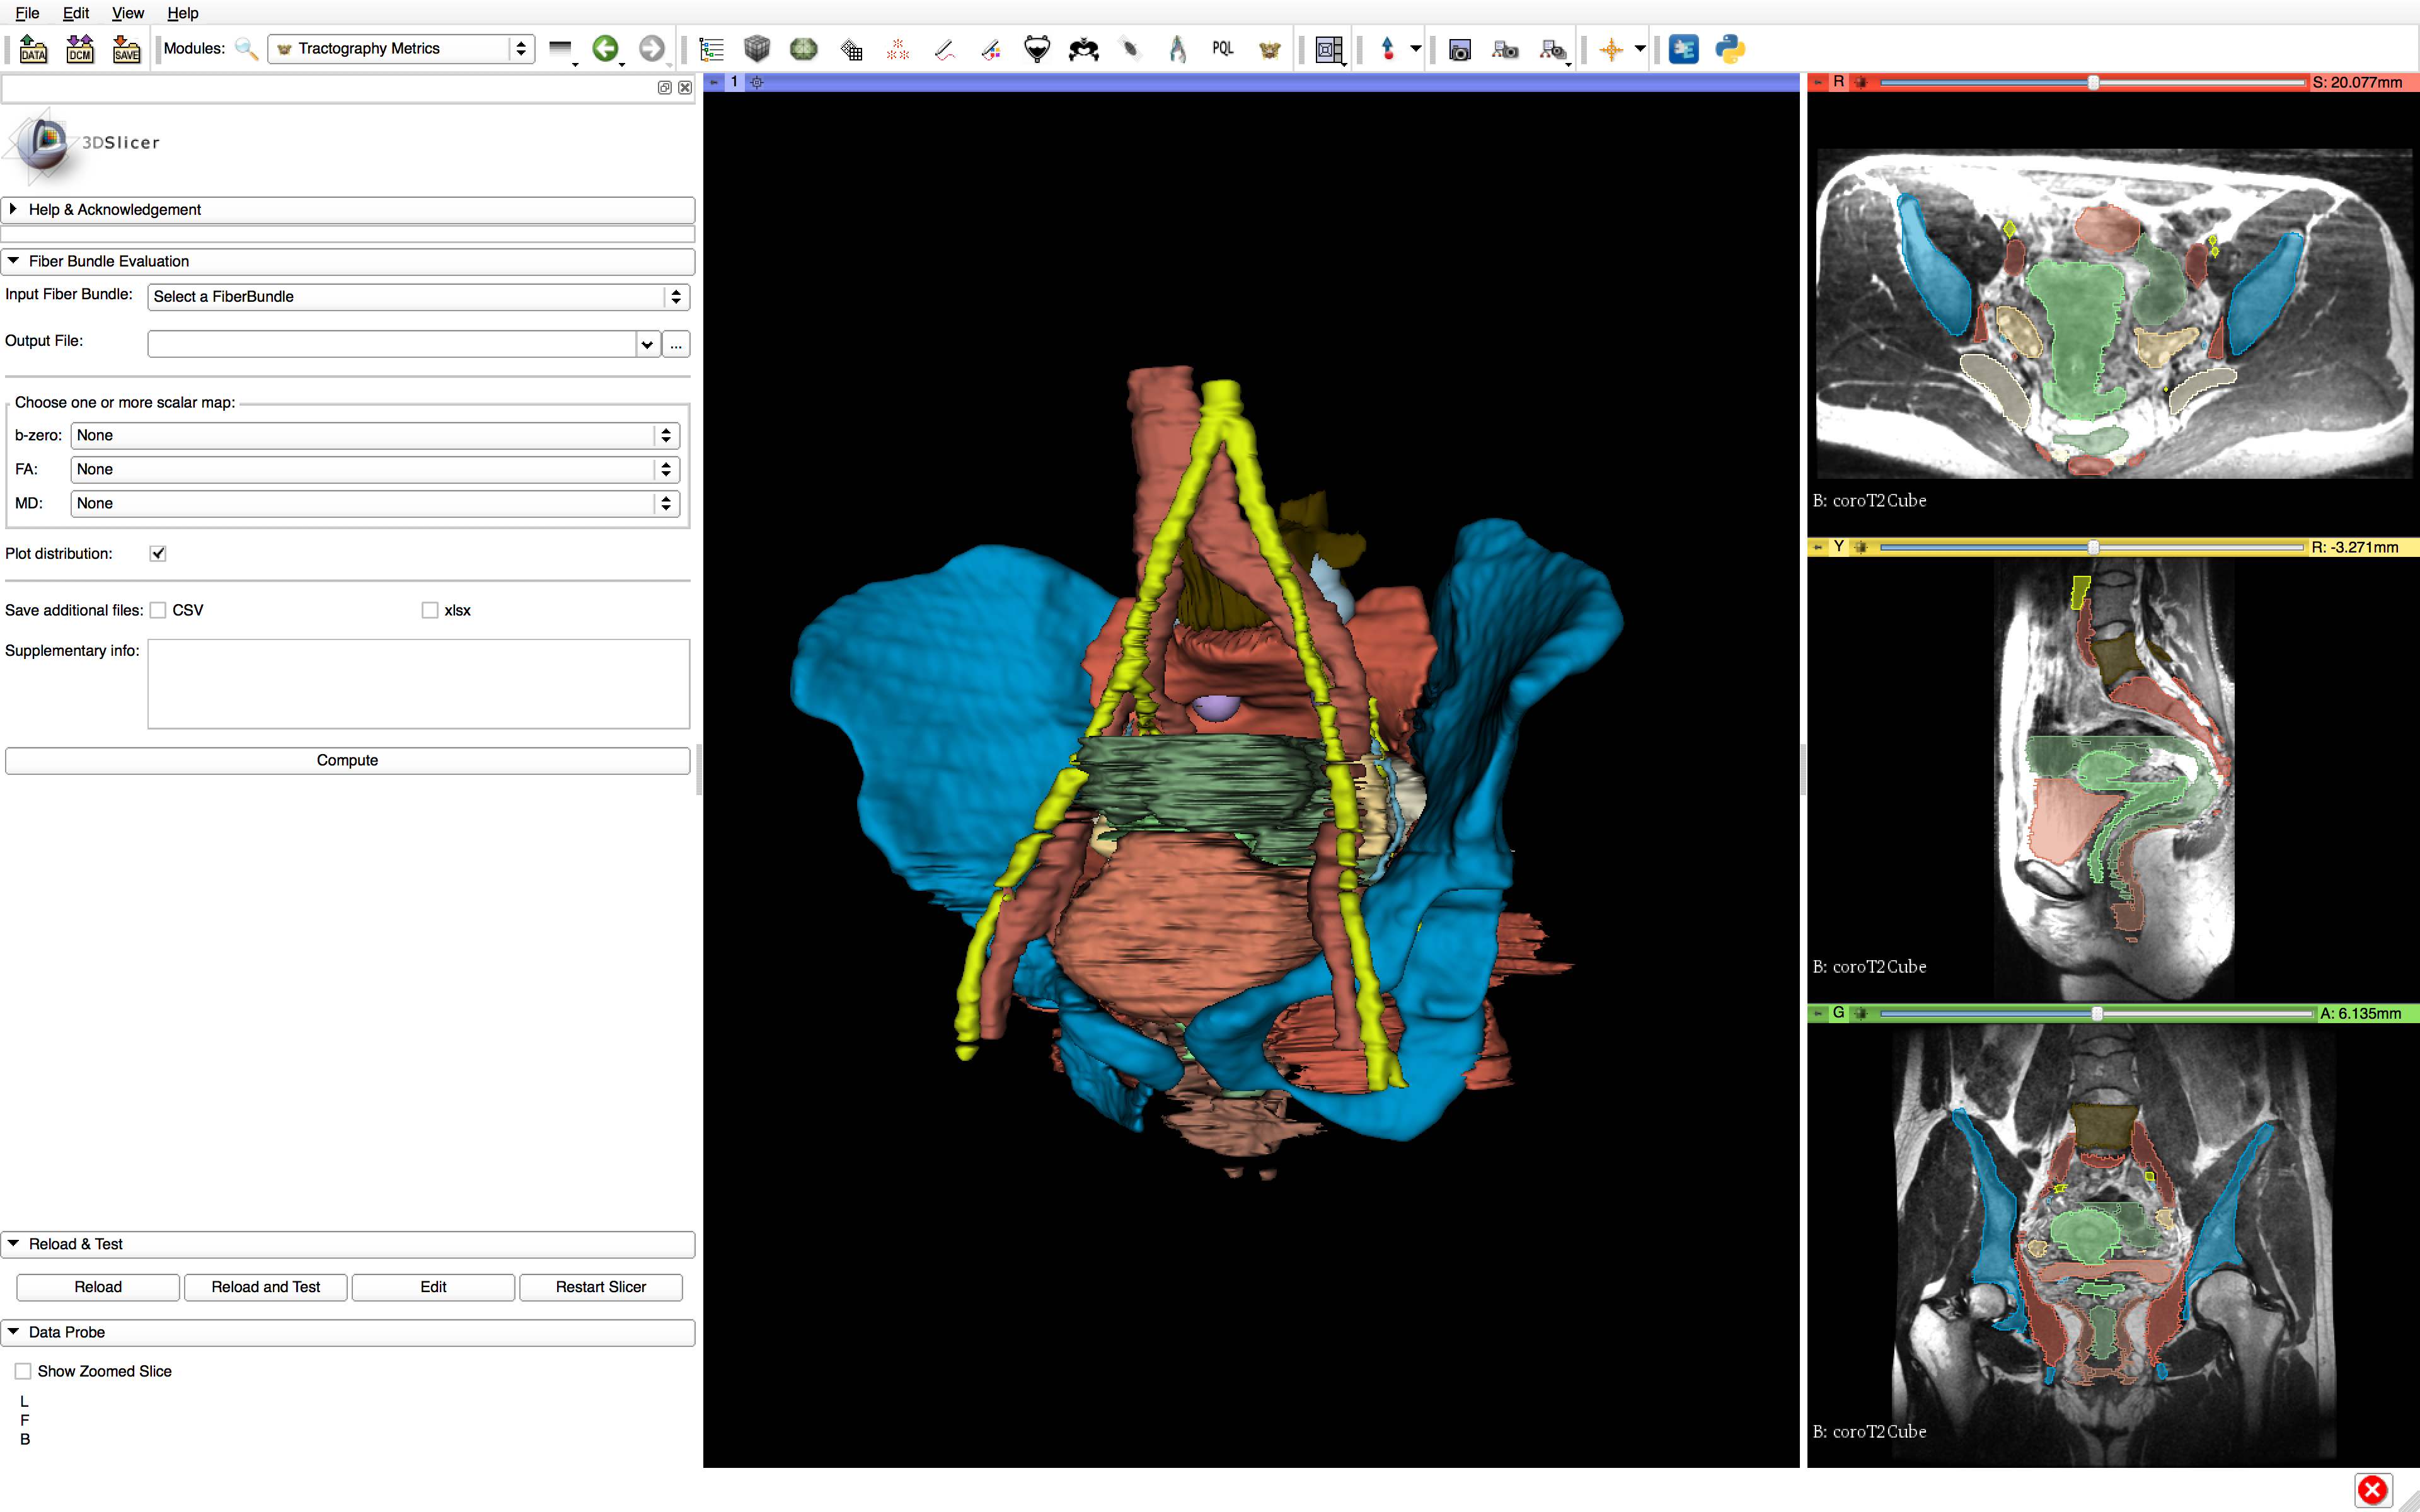 File Edit View Help
DATA DCM SAVE Modules: Tractography Metrics PQL
1
R S: 20.077mm
3DSlicer
Help & Acknowledgement
Fiber Bundle Evaluation
Input Fiber Bundle: Select a FiberBundle
Output File: ...
Choose one or more scalar map:
b-zero: None
FA: None
MD: None
Plot distribution:
Save additional files: CSV xlsx
Supplementary info:
Compute
Reload & Test
Reload Reload and Test Edit Restart Slicer
Data Probe
Show Zoomed Slice
L
F
B
B: coroT2Cube
Y R: -3.271mm
B: coroT2Cube
G A: 6.135mm
B: coroT2Cube